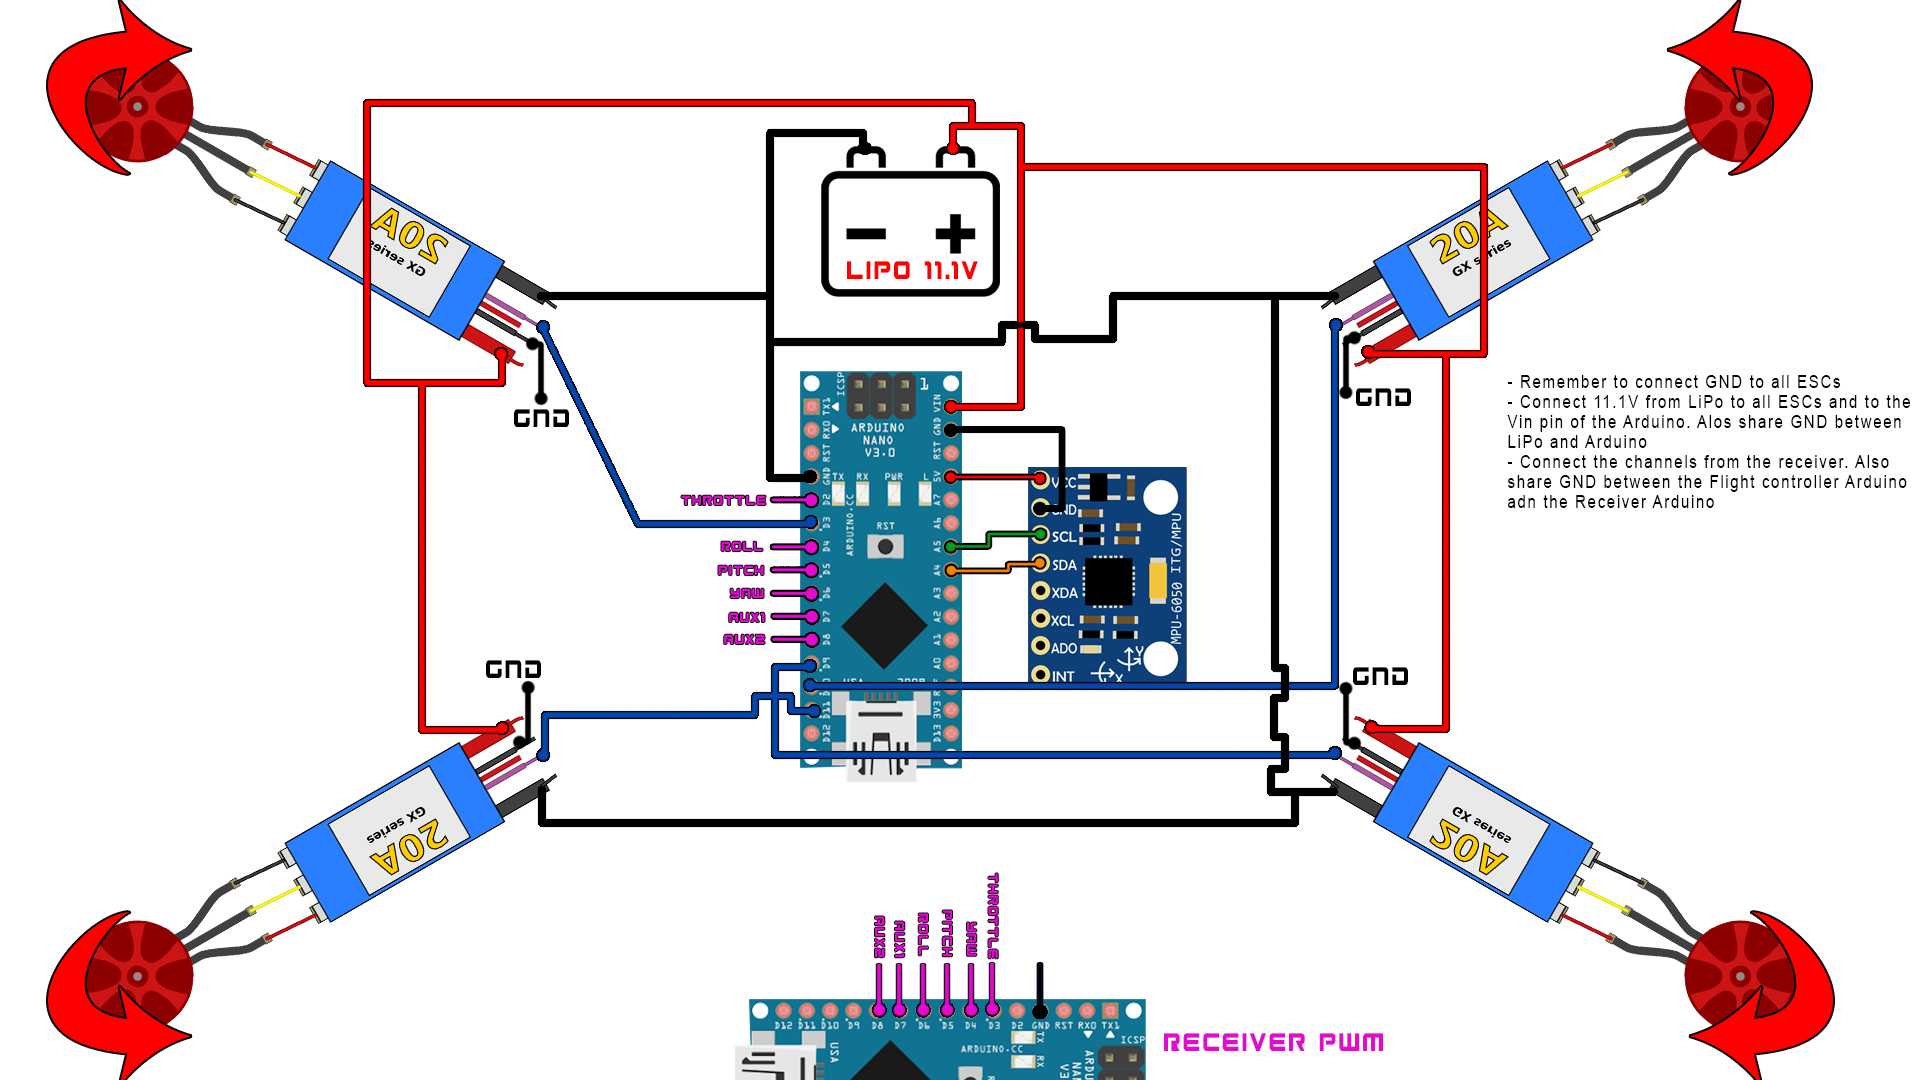 20A
GX series
20A
GX series
LIPO 11.1V
GND
GND
- Remember to connect GND to all ESCs
- Connect 11.1V from LiPo to all ESCs and to the
Vin pin of the Arduino. Alos share GND between
LiPo and Arduino
- Connect the channels from the receiver. Also
share GND between the Flight controller Arduino
adn the Receiver Arduino
ICSP
1
ARDUINO
NANO
V3.0
TX RX PWR L
RST
ARDUINO.CC
USA
TX1
RX0
RST
GND
D2
D3
D4
D5
D6
D7
D8
D9
D11
D12
VIN
GND
RST
5V
A7
A6
A5
A4
A3
A2
A1
A0
3V3
D13
THROTTLE
ROLL
PITCH
YAW
AUX1
AUX2
VCC
GND
SCL
SDA
XDA
XCL
ADO
INT
MPU-6050 ITG/MPU
Y
X
GND
GND
20A
GX series
GX series
20A
AUX2
AUX1
ROLL
PITCH
YAW
THROTTLE
D12 D11 D10 D9 D8 D7 D6 D5 D4 D3 D2 GND RST RX0 TX1
USA
ARDUINO.CC
TX
RX
ICSP
RECEIVER PWM